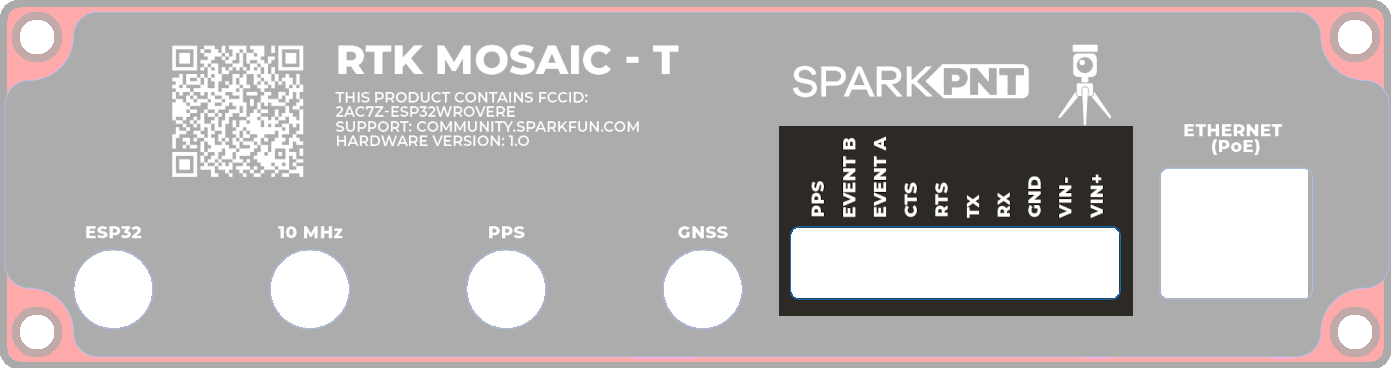 RTK MOSAIC - T
THIS PRODUCT CONTAINS FCCID:
2AC7Z-ESP32WROVERE
SUPPORT: COMMUNITY.SPARKFUN.COM
HARDWARE VERSION: 1.0
SPARKPNT
ETHERNET
(PoE)
PPS
EVENT B
EVENT A
CTS
RTS
TX
RX
GND
VIN-
VIN+
ESP32
10 MHz
PPS
GNSS